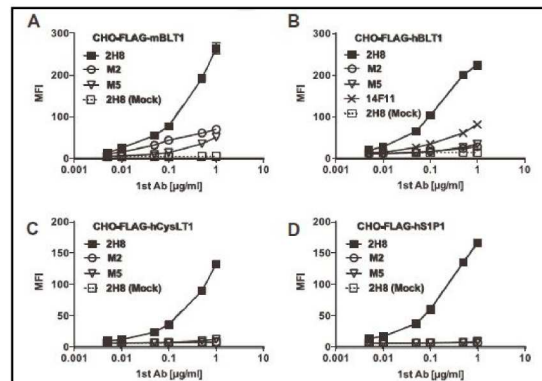 A
CHO-FLAG-mBLT1
300
200
100
0
MFI
2H8
M2
M5
2H8 (Mock)
0.001 0.01 0.1 1 10
1st Ab [µg/ml]
B
CHO-FLAG-hBLT1
300
200
100
0
MFI
2H8
M2
M5
14F11
2H8 (Mock)
0.001 0.01 0.1 1 10
1st Ab [µg/ml]
C
CHO-FLAG-hCysLT1
200
150
100
50
0
MFI
2H8
M2
M5
2H8 (Mock)
0.001 0.01 0.1 1 10
1st Ab [µg/ml]
D
CHO-FLAG-hS1P1
200
150
100
50
0
MFI
2H8
M2
M5
2H8 (Mock)
0.001 0.01 0.1 1 10
1st Ab [µg/ml]